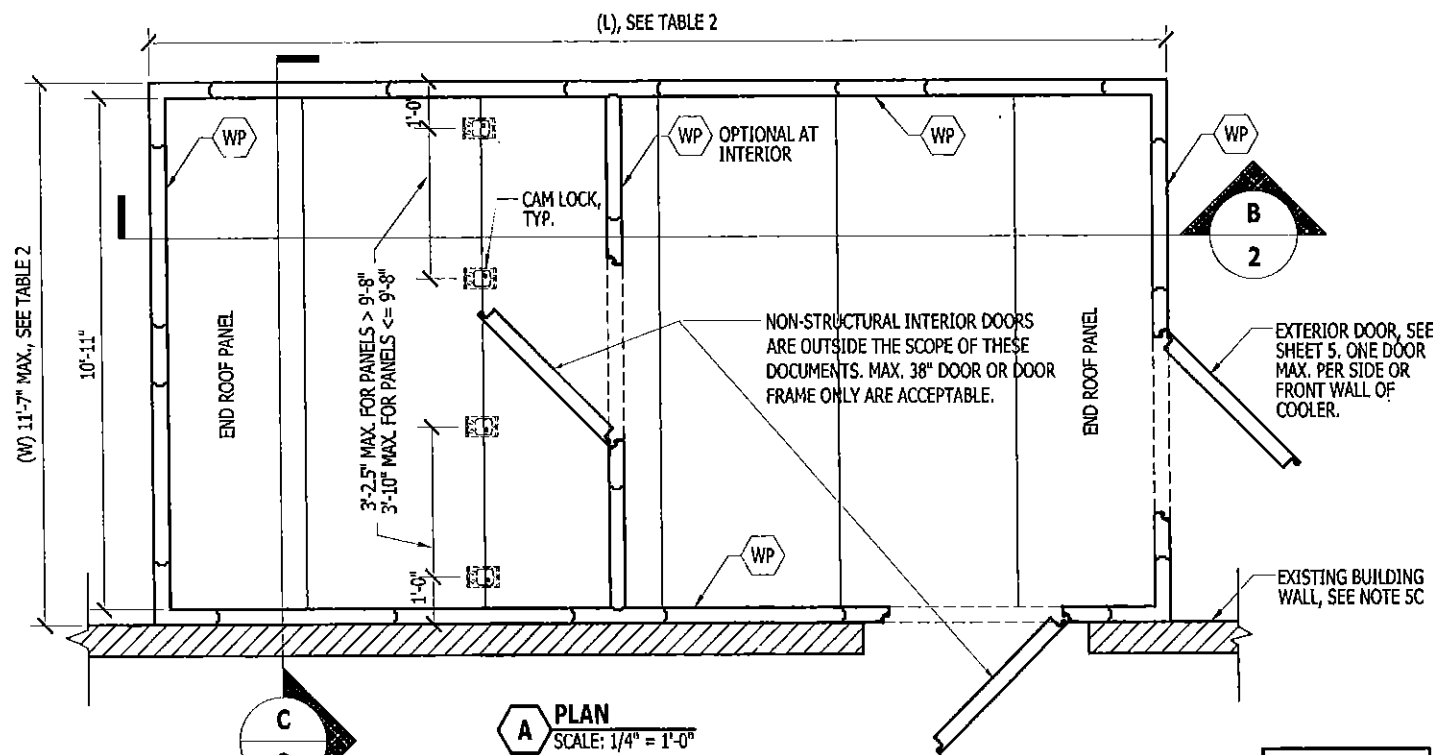 (L), SEE TABLE 2
(W) 11'-7" MAX., SEE TABLE 2
10'-11"
WP
END ROOF PANEL
1'-0"
3'-2.5" MAX. FOR PANELS > 9'-8"
3'-10" MAX. FOR PANELS <= 9'-8"
1'-0"
CAM LOCK,
TYP.
WP
OPTIONAL AT
INTERIOR
WP
WP
B
2
NON-STRUCTURAL INTERIOR DOORS
ARE OUTSIDE THE SCOPE OF THESE
DOCUMENTS. MAX. 38" DOOR OR DOOR
FRAME ONLY ARE ACCEPTABLE.
END ROOF PANEL
EXTERIOR DOOR, SEE
SHEET 5. ONE DOOR
MAX. PER SIDE OR
FRONT WALL OF
COOLER.
WP
EXISTING BUILDING
WALL, SEE NOTE 5C
C
A
PLAN
SCALE: 1/4" = 1'-0"